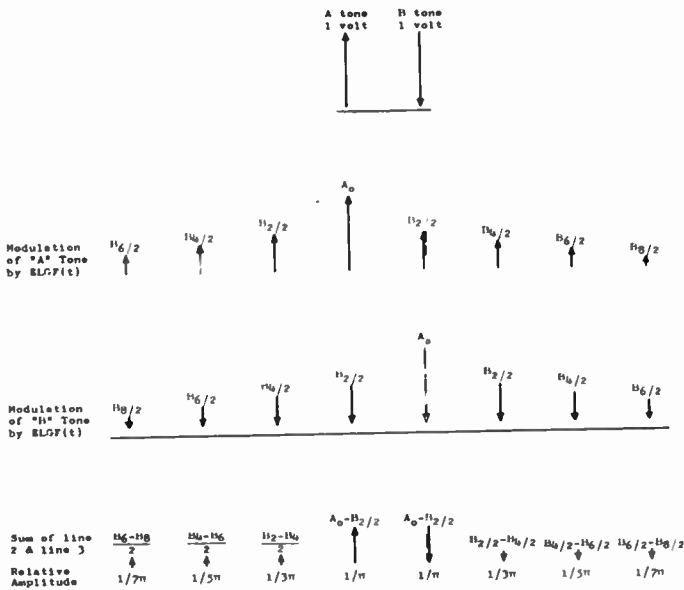 A tone B tone
1 volt 1 volt
A₀
B₆/2 B₄/2 B₂/2 B₂/2 B₄/2 B₆/2 B₈/2
Modulation
of "A" Tone
by ELGF(t)
A₀
B₈/2 B₆/2 B₄/2 B₂/2 B₂/2 B₄/2 B₆/2
Modulation
of "B" Tone
by ELGF(t)
Sum of line
2 & line 3
B₆-B₈ B₄-B₆ B₂-B₄ A₀-B₂/2 A₀-B₂/2 B₂/2-B₄/2 B₄/2-B₆/2 B₆/2-B₈/2
2 2 2
Relative
Amplitude
1/7π 1/5π 1/3π 1/π 1/π 1/3π 1/5π 1/7π